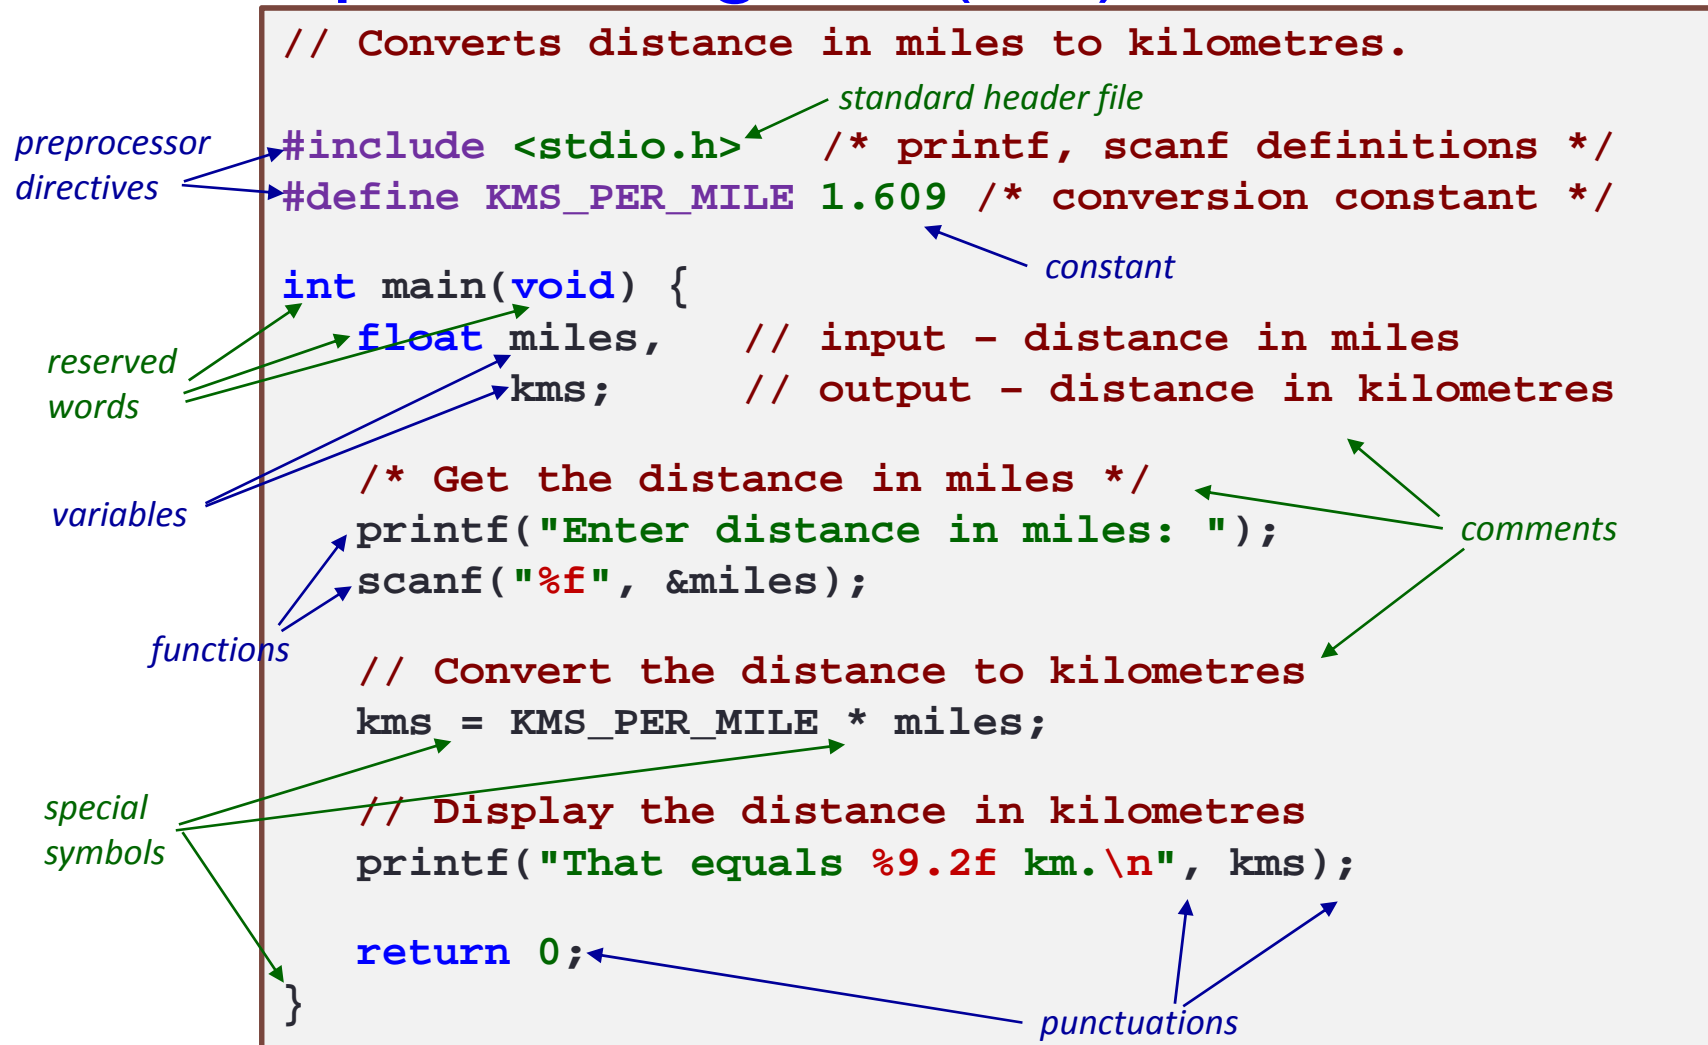 // Converts distance in miles to kilometres.
standard header file
preprocessor
directives
#include <stdio.h> /* printf, scanf definitions */
#define KMS_PER_MILE 1.609 /* conversion constant */
constant
int main(void) {
float miles, // input – distance in miles
kms; // output – distance in kilometres
reserved
words
variables
/* Get the distance in miles */
printf("Enter distance in miles: ");
scanf("%f", &miles);
comments
functions
// Convert the distance to kilometres
kms = KMS_PER_MILE * miles;
special
symbols
// Display the distance in kilometres
printf("That equals %9.2f km.\n", kms);
return 0;
}
punctuations